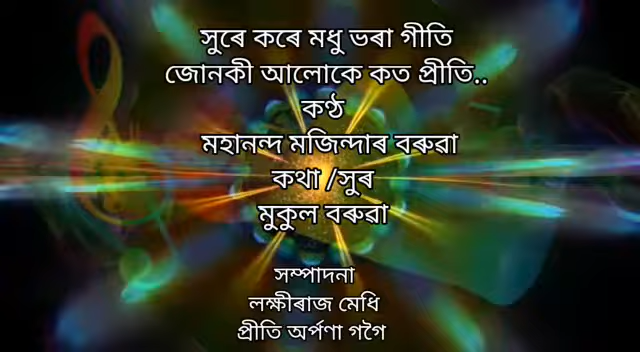 সুৰে কৰে মধু ভৰা গীতি
জোনকী আলোকে কত প্ৰীতি..
কণ্ঠ
মহানন্দ মজিন্দাৰ বৰুৱা
কথা /সুৰ
মুকুল বৰুৱা
সম্পাদনা
লক্ষীৰাজ মেধি
প্ৰীতি অৰ্পণা গগৈ